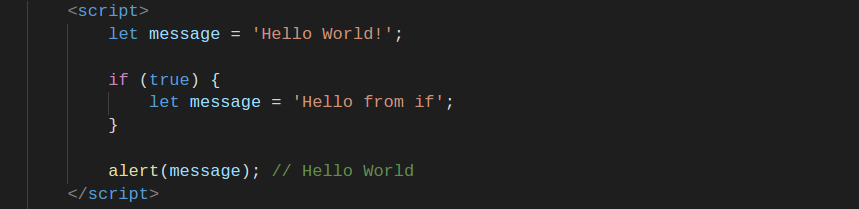 <script>
let message = 'Hello World!';
if (true) {
let message = 'Hello from if';
}
alert(message); // Hello World
</script>